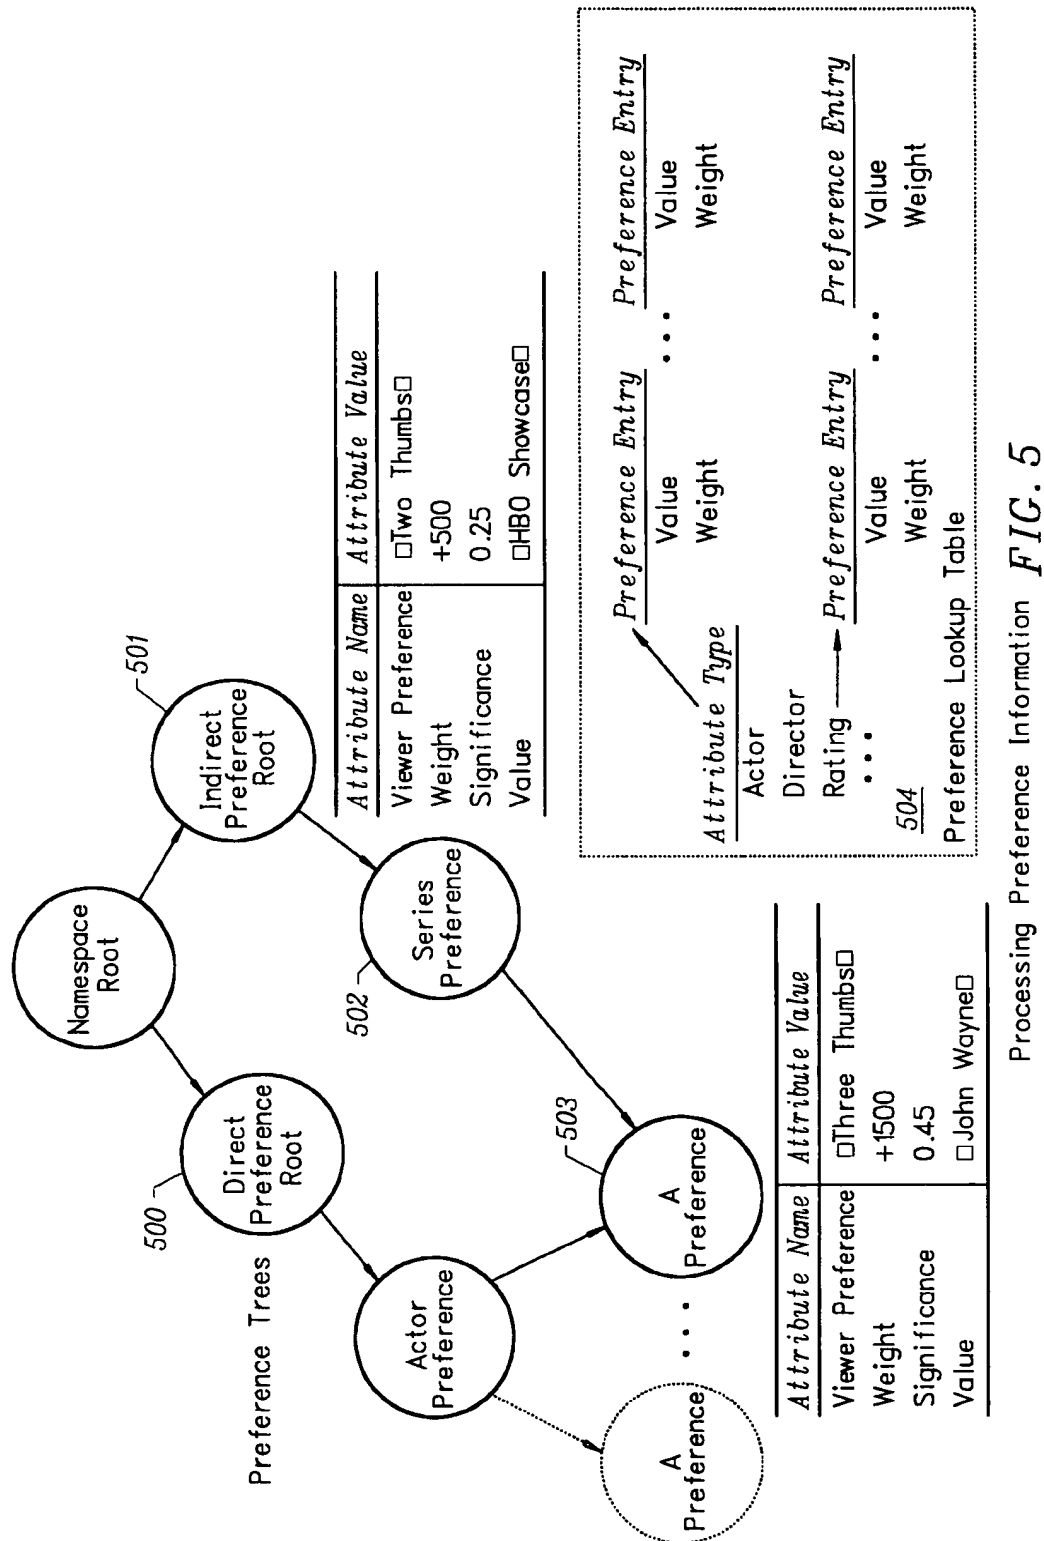 Namespace
Root
Direct
Preference
Root
500
Indirect
Preference
Root
501
Preference Trees
Actor
Preference
Series
Preference
502
A
Preference
• • •
A
Preference
503
Attribute Name Attribute Value
Viewer Preference □Two Thumbs□
Weight +500
Significance 0.25
Value □HBO Showcase□
Attribute Name Attribute Value
Viewer Preference □Three Thumbs□
Weight +1500
Significance 0.45
Value □John Wayne□
Attribute Type
Actor
Director
Rating
• • •
504
Preference Lookup Table
Preference Entry
Value
Weight
• • •
Preference Entry
Value
Weight
Preference Entry
Value
Weight
• • •
Preference Entry
Value
Weight
Processing Preference Information FIG. 5